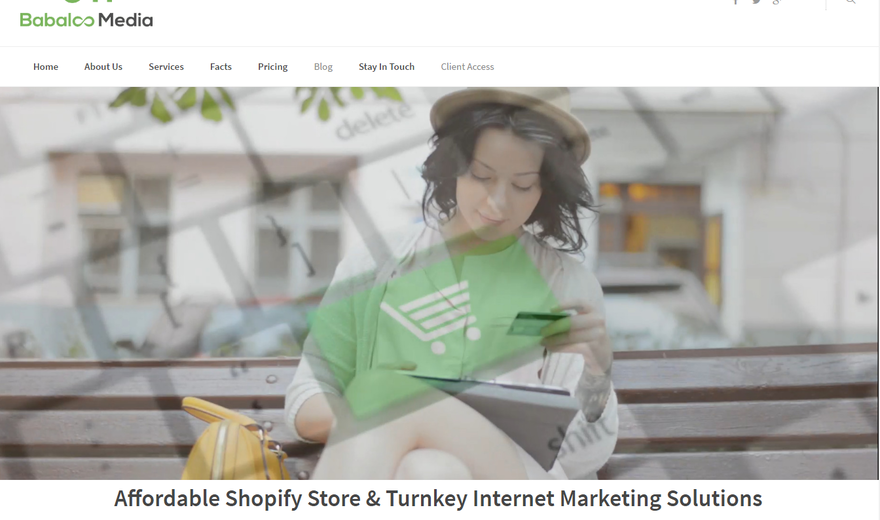 Babaloo Media
Home About Us Services Facts Pricing Blog Stay In Touch Client Access
delete
shift
Affordable Shopify Store & Turnkey Internet Marketing Solutions